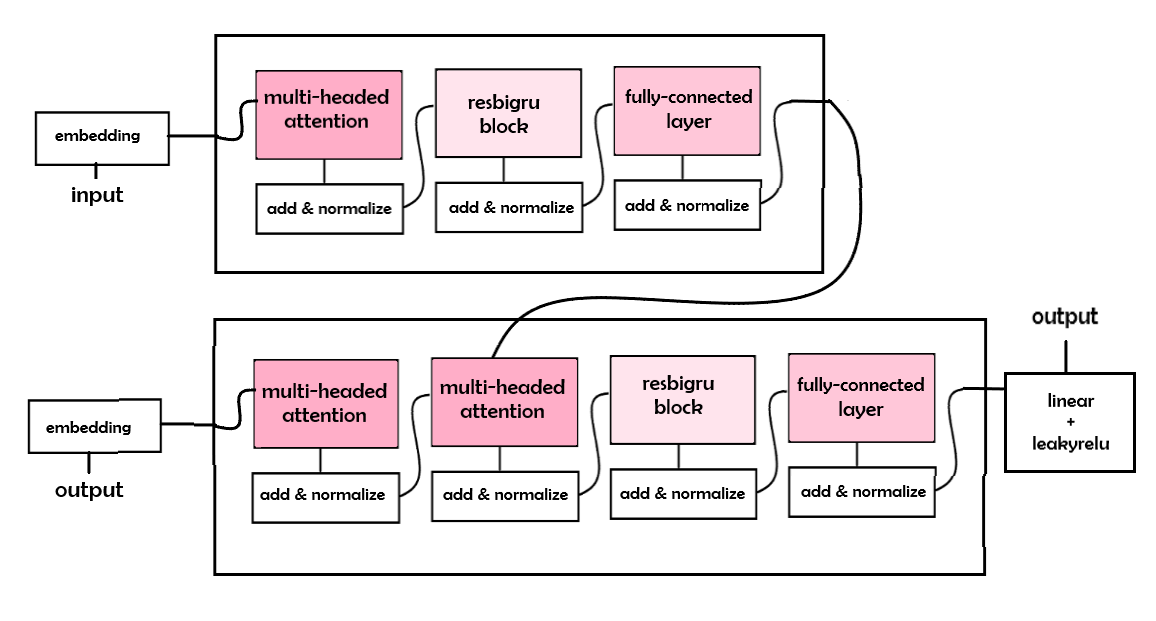 multi-headed
attention
resbigru
block
fully-connected
layer
embedding
input
add & normalize
add & normalize
add & normalize
output
multi-headed
attention
multi-headed
attention
resbigru
block
fully-connected
layer
embedding
output
add & normalize
add & normalize
add & normalize
add & normalize
linear
+
leakyrelu